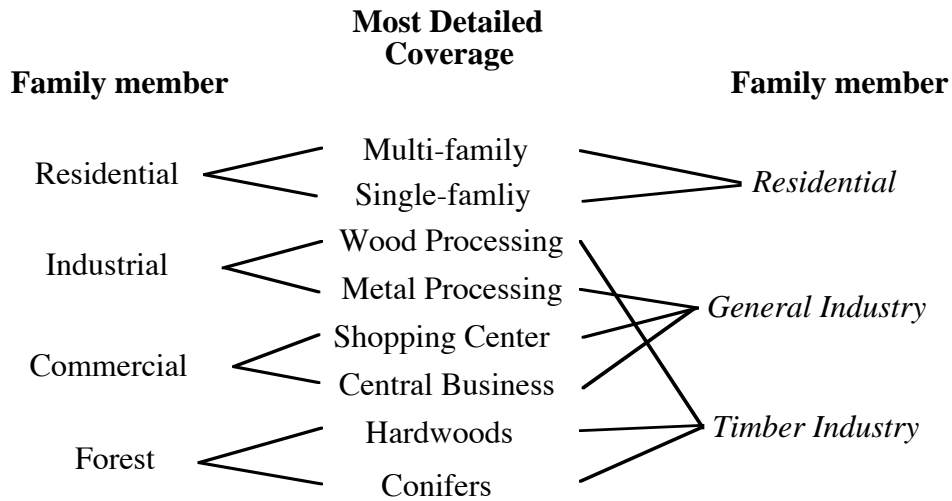 Most Detailed
Coverage
Family member
Family member
Residential
Multi-family
Single-famliy
Residential
Industrial
Wood Processing
Metal Processing
General Industry
Commercial
Shopping Center
Central Business
Forest
Hardwoods
Conifers
Timber Industry